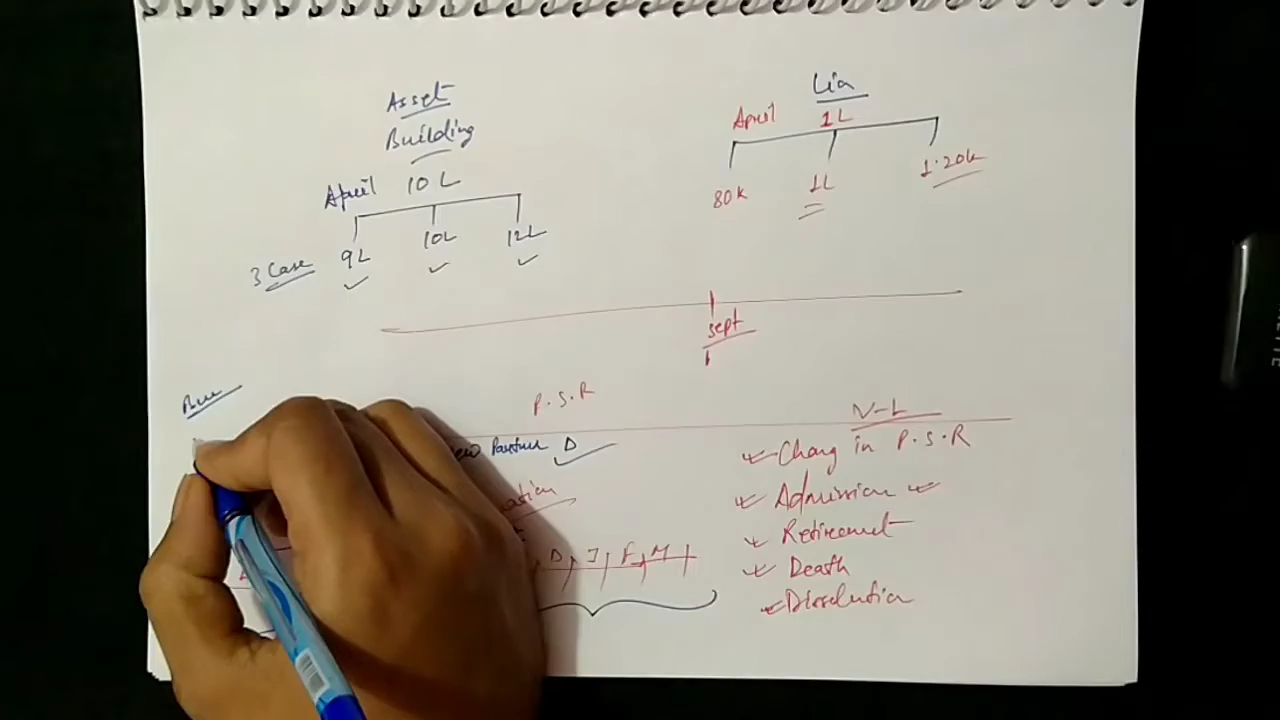 Asset
Building
April 10 L
3 Case 9L 10L 12L
Lia
April 1L
80k 1L 1.20k
Sept
P.S.R
Partner D
D J F M
N-L
Chang in P.S.R
Admission
Retirement
Death
Dissolution